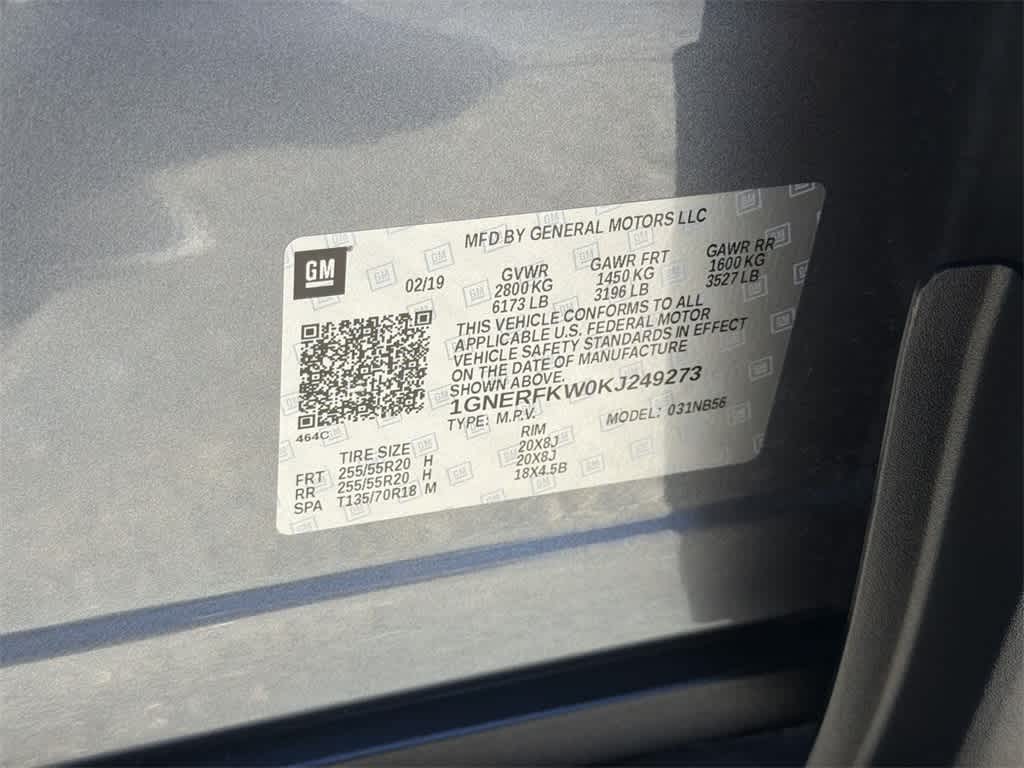 MFD BY GENERAL MOTORS LLC
GM
02/19
GVWR
2800 KG
6173 LB
GAWR FRT
1450 KG
3196 LB
GAWR RR
1600 KG
3527 LB
THIS VEHICLE CONFORMS TO ALL
APPLICABLE U.S. FEDERAL MOTOR
VEHICLE SAFETY STANDARDS IN EFFECT
ON THE DATE OF MANUFACTURE
SHOWN ABOVE.
1GNERFKW0KJ249273
TYPE: M.P.V. MODEL: 031NB56
464C
TIRE SIZE RIM
FRT 255/55R20 H 20X8J
RR 255/55R20 H 20X8J
SPA T135/70R18 M 18X4.5B